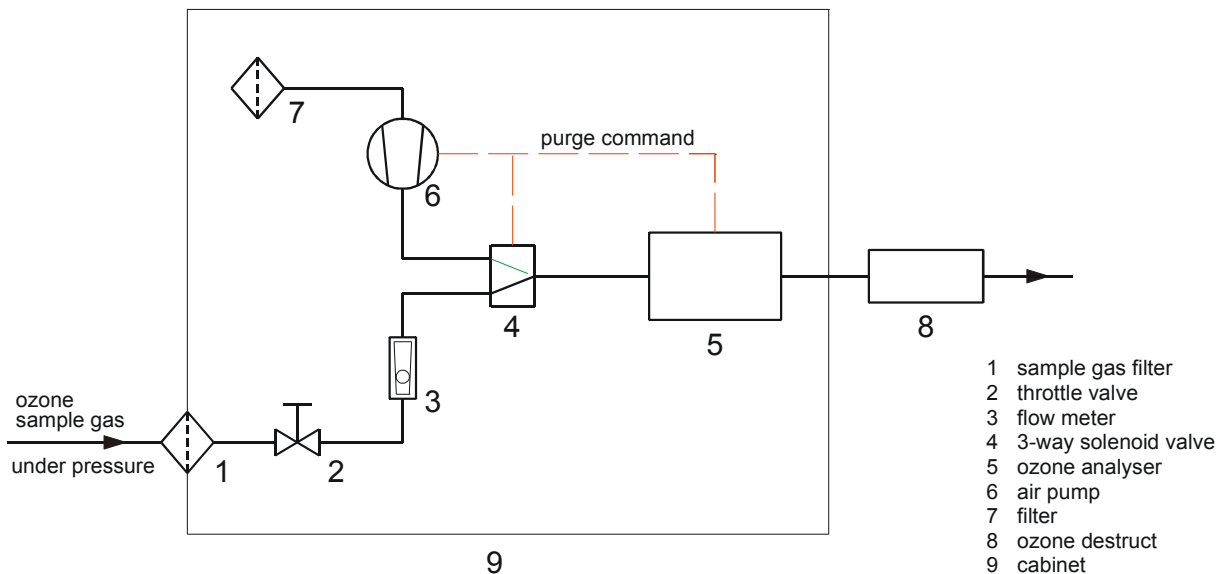 7
purge command
6
4
5
8
3
ozone
sample gas
under pressure
1
2
9
1 sample gas filter
2 throttle valve
3 flow meter
4 3-way solenoid valve
5 ozone analyser
6 air pump
7 filter
8 ozone destruct
9 cabinet